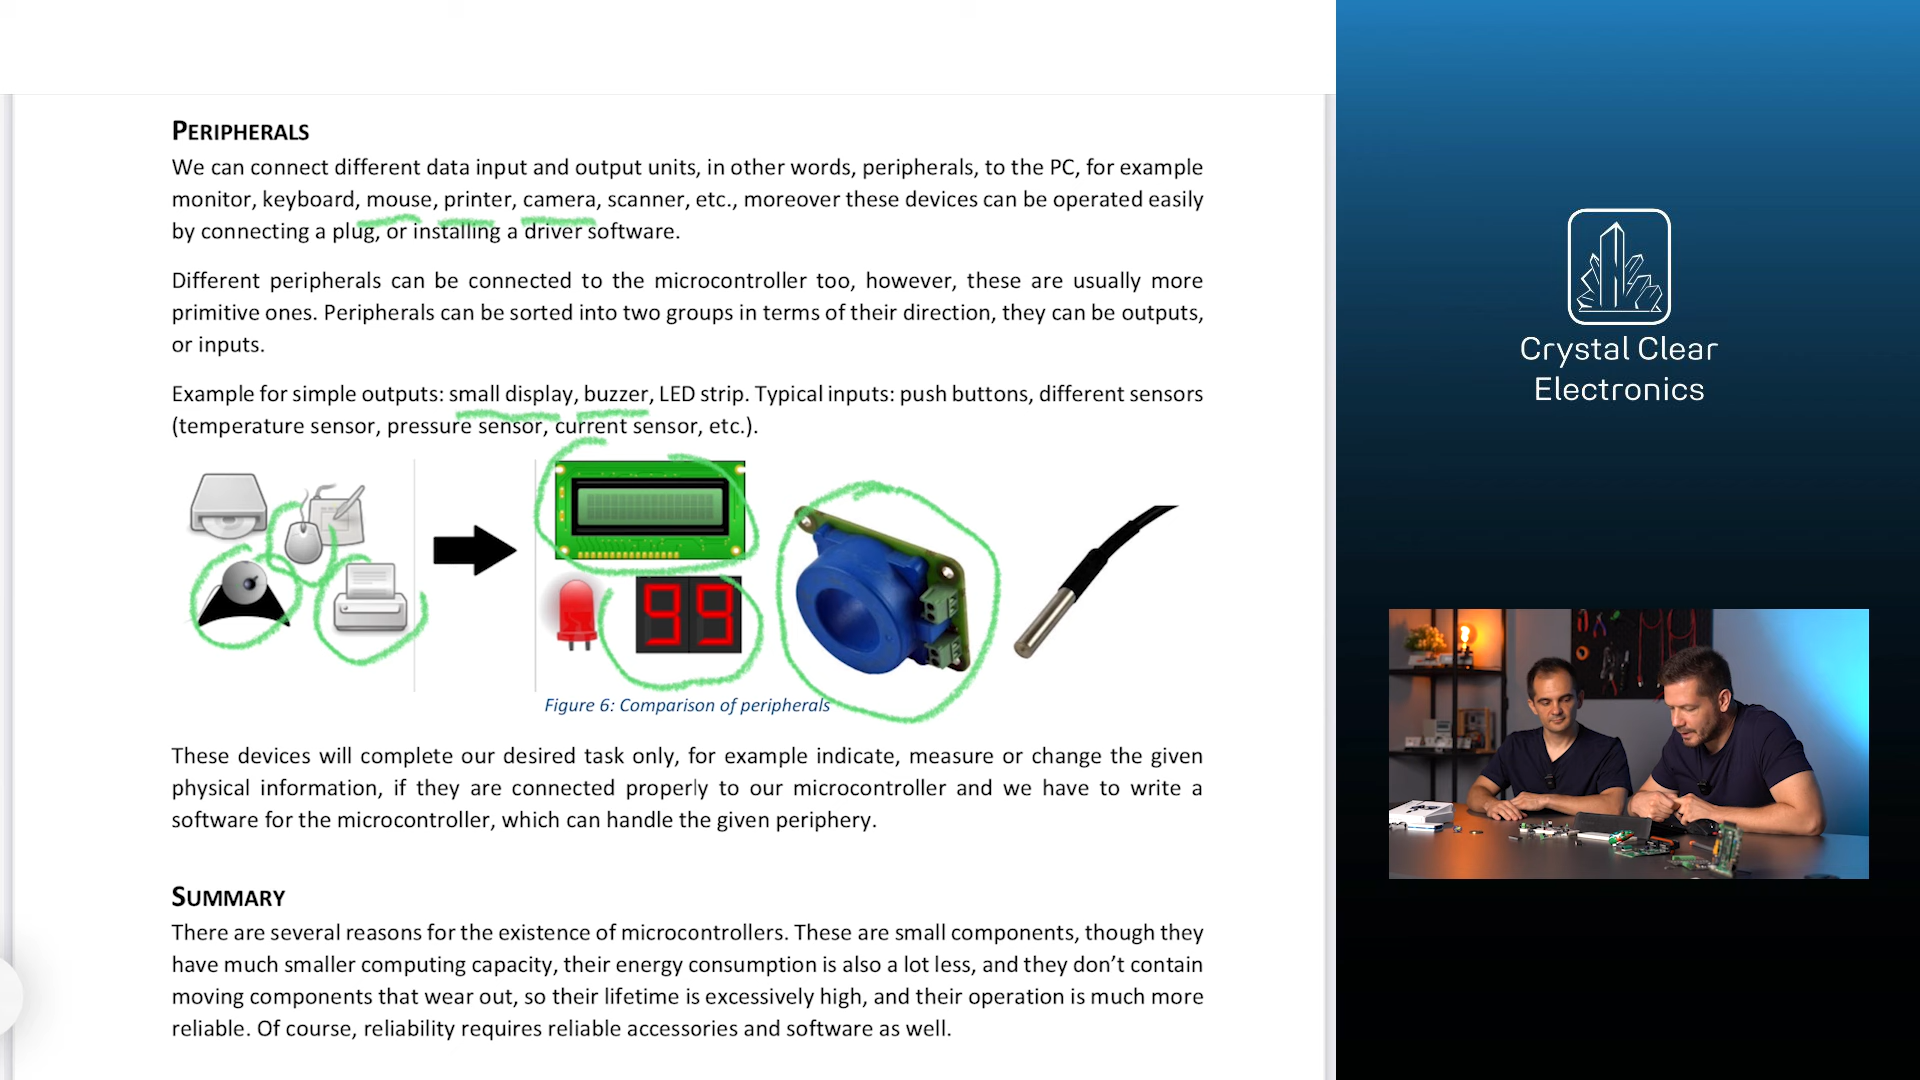 PERIPHERALS
We can connect different data input and output units, in other words, peripherals, to the PC, for example
monitor, keyboard, mouse, printer, camera, scanner, etc., moreover these devices can be operated easily
by connecting a plug, or installing a driver software.
Different peripherals can be connected to the microcontroller too, however, these are usually more
primitive ones. Peripherals can be sorted into two groups in terms of their direction, they can be outputs,
or inputs.
Example for simple outputs: small display, buzzer, LED strip. Typical inputs: push buttons, different sensors
(temperature sensor, pressure sensor, current sensor, etc.).
99
Figure 6: Comparison of peripherals
These devices will complete our desired task only, for example indicate, measure or change the given
physical information, if they are connected properly to our microcontroller and we have to write a
software for the microcontroller, which can handle the given periphery.
SUMMARY
There are several reasons for the existence of microcontrollers. These are small components, though they
have much smaller computing capacity, their energy consumption is also a lot less, and they don't contain
moving components that wear out, so their lifetime is excessively high, and their operation is much more
reliable. Of course, reliability requires reliable accessories and software as well.
Crystal Clear
Electronics